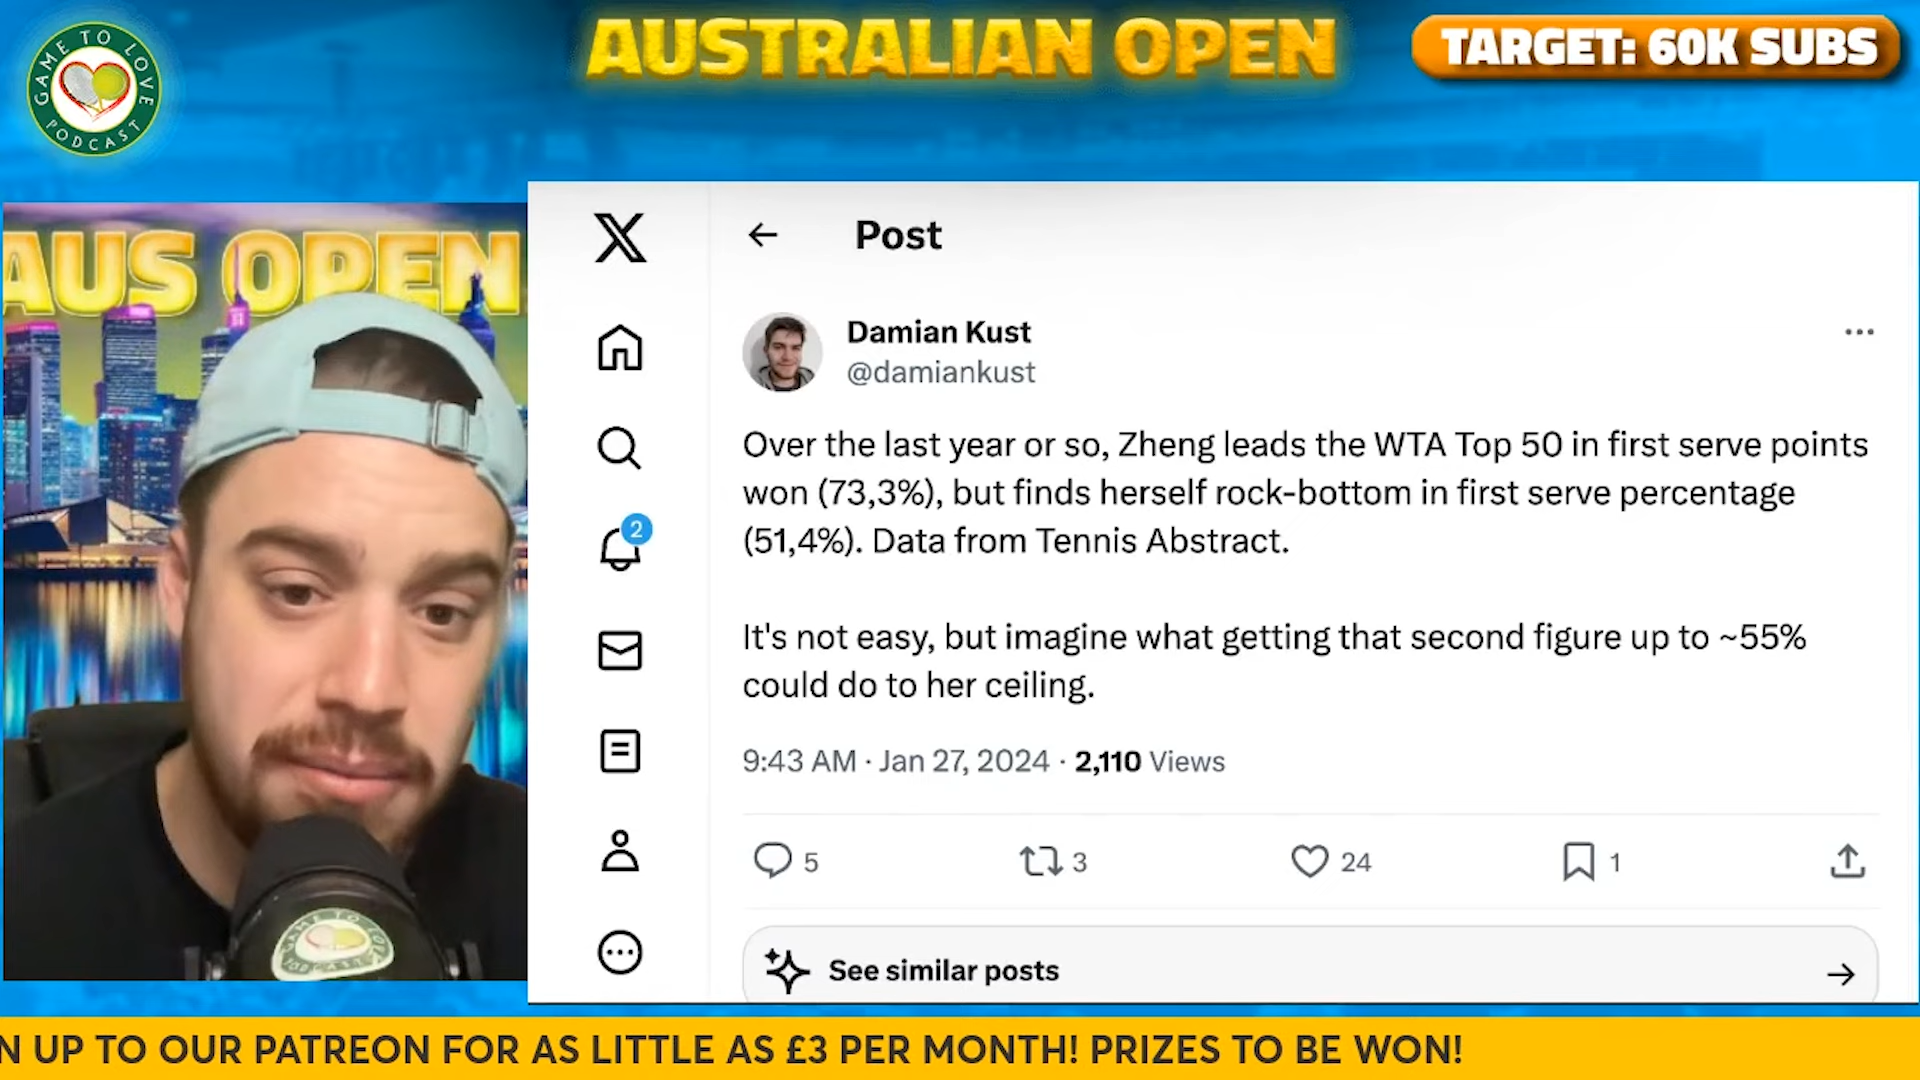 GAME TO LOVE
PODCAST
AUSTRALIAN OPEN
TARGET: 60K SUBS
AUS OPEN
GAME TO LOVE
PODCAST
Post
Damian Kust
@damiankust
Over the last year or so, Zheng leads the WTA Top 50 in first serve points
won (73,3%), but finds herself rock-bottom in first serve percentage
(51,4%). Data from Tennis Abstract.
It's not easy, but imagine what getting that second figure up to ~55%
could do to her ceiling.
9:43 AM · Jan 27, 2024 · 2,110 Views
2
5
3
24
1
See similar posts
N UP TO OUR PATREON FOR AS LITTLE AS £3 PER MONTH! PRIZES TO BE WON!